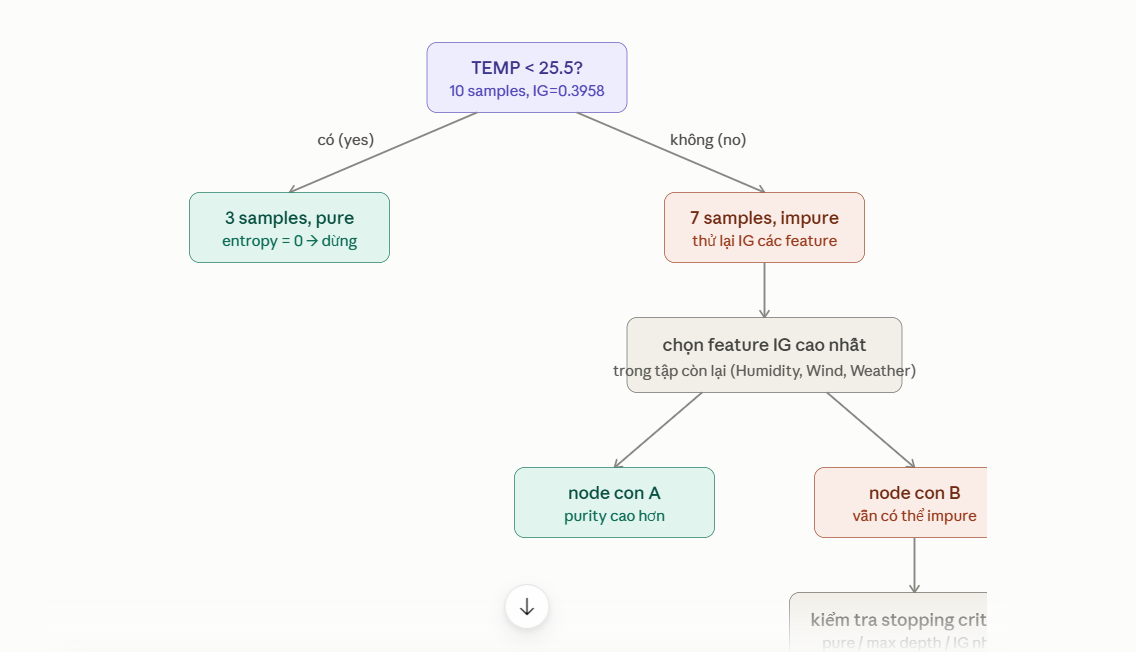 TEMP < 25.5?
10 samples, IG=0.3958
có (yes)
không (no)
3 samples, pure
entropy = 0 → dừng
7 samples, impure
thử lại IG các feature
chọn feature IG cao nhất
trong tập còn lại (Humidity, Wind, Weather)
node con A
purity cao hơn
node con B
vẫn có thể impure
kiểm tra stopping crit
pure / max depth / IG nh